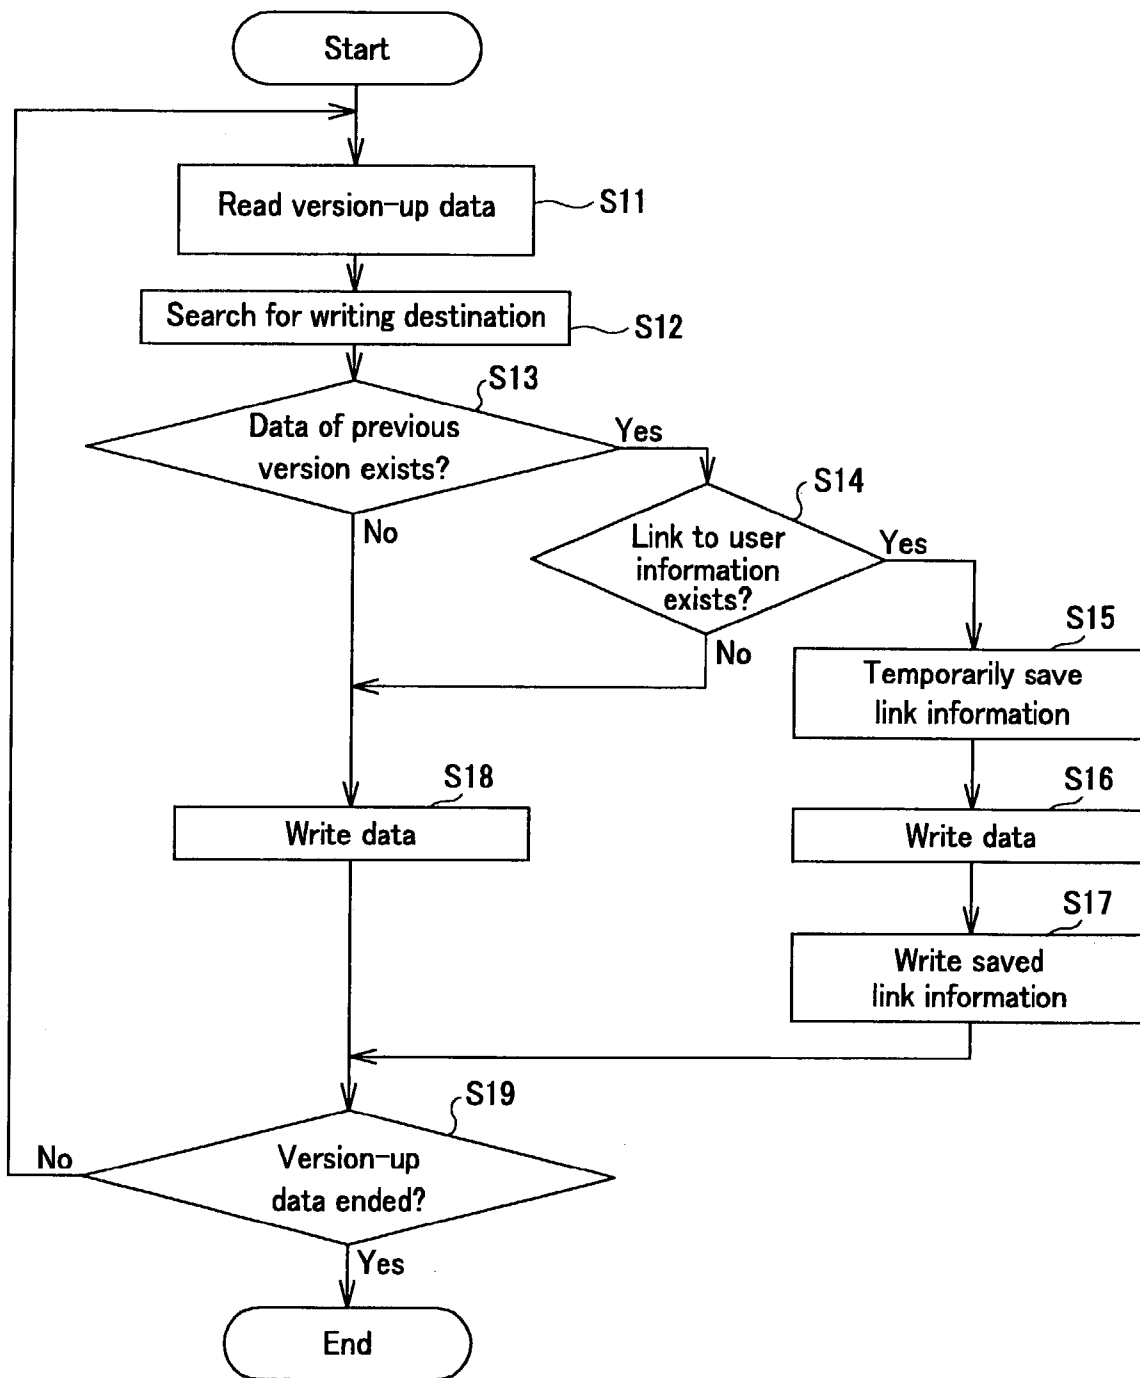 Start
Read version-up data
S11
Search for writing destination
S12
S13
Data of previous
version exists?
Yes
No
S14
Link to user
information
exists?
Yes
No
S15
Temporarily save
link information
S18
Write data
S16
Write data
S17
Write saved
link information
S19
Version-up
data ended?
No
Yes
End